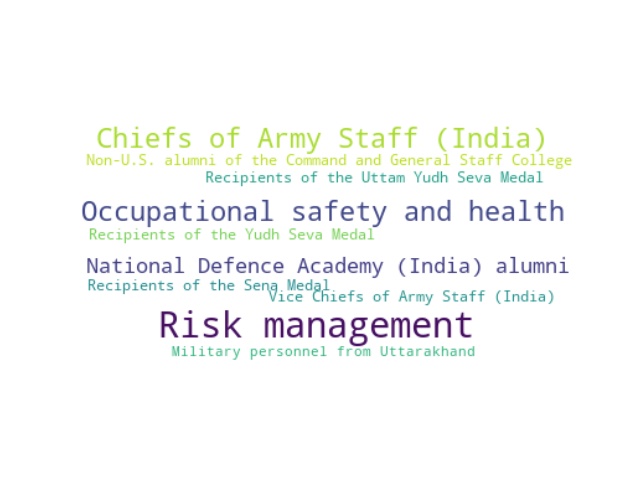 Chiefs of Army Staff (India)
Non-U.S. alumni of the Command and General Staff College
Recipients of the Uttam Yudh Seva Medal
Occupational safety and health
Recipients of the Yudh Seva Medal
National Defence Academy (India) alumni
Recipients of the Sena Medal
Vice Chiefs of Army Staff (India)
Risk management
Military personnel from Uttarakhand